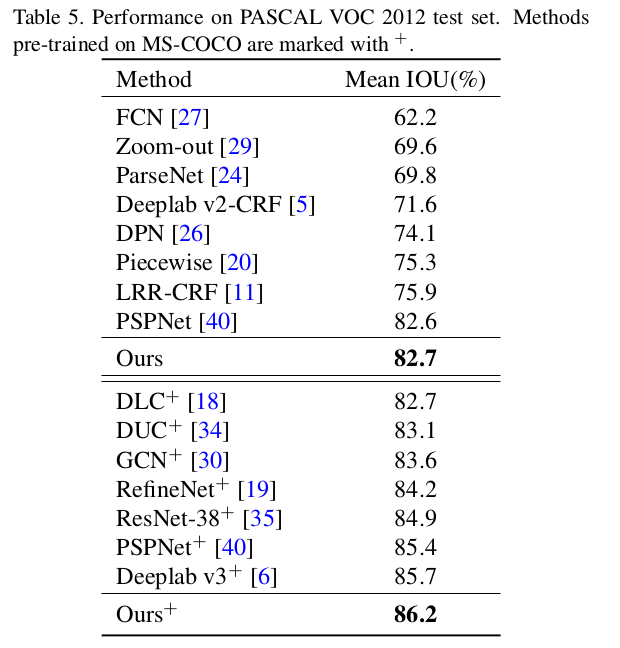 Table 5. Performance on PASCAL VOC 2012 test set. Methods
pre-trained on MS-COCO are marked with +.
Method Mean IOU(%)
FCN [27] 62.2
Zoom-out [29] 69.6
ParseNet [24] 69.8
Deeplab v2-CRF [5] 71.6
DPN [26] 74.1
Piecewise [20] 75.3
LRR-CRF [11] 75.9
PSPNet [40] 82.6
Ours 82.7
DLC+ [18] 82.7
DUC+ [34] 83.1
GCN+ [30] 83.6
RefineNet+ [19] 84.2
ResNet-38+ [35] 84.9
PSPNet+ [40] 85.4
Deeplab v3+ [6] 85.7
Ours+ 86.2